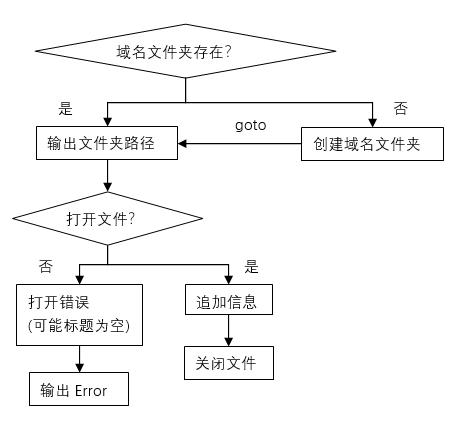 域名文件夹存在?
是
否
goto
输出文件夹路径
创建域名文件夹
打开文件?
否
是
打开错误
(可能标题为空)
追加信息
关闭文件
输出 Error